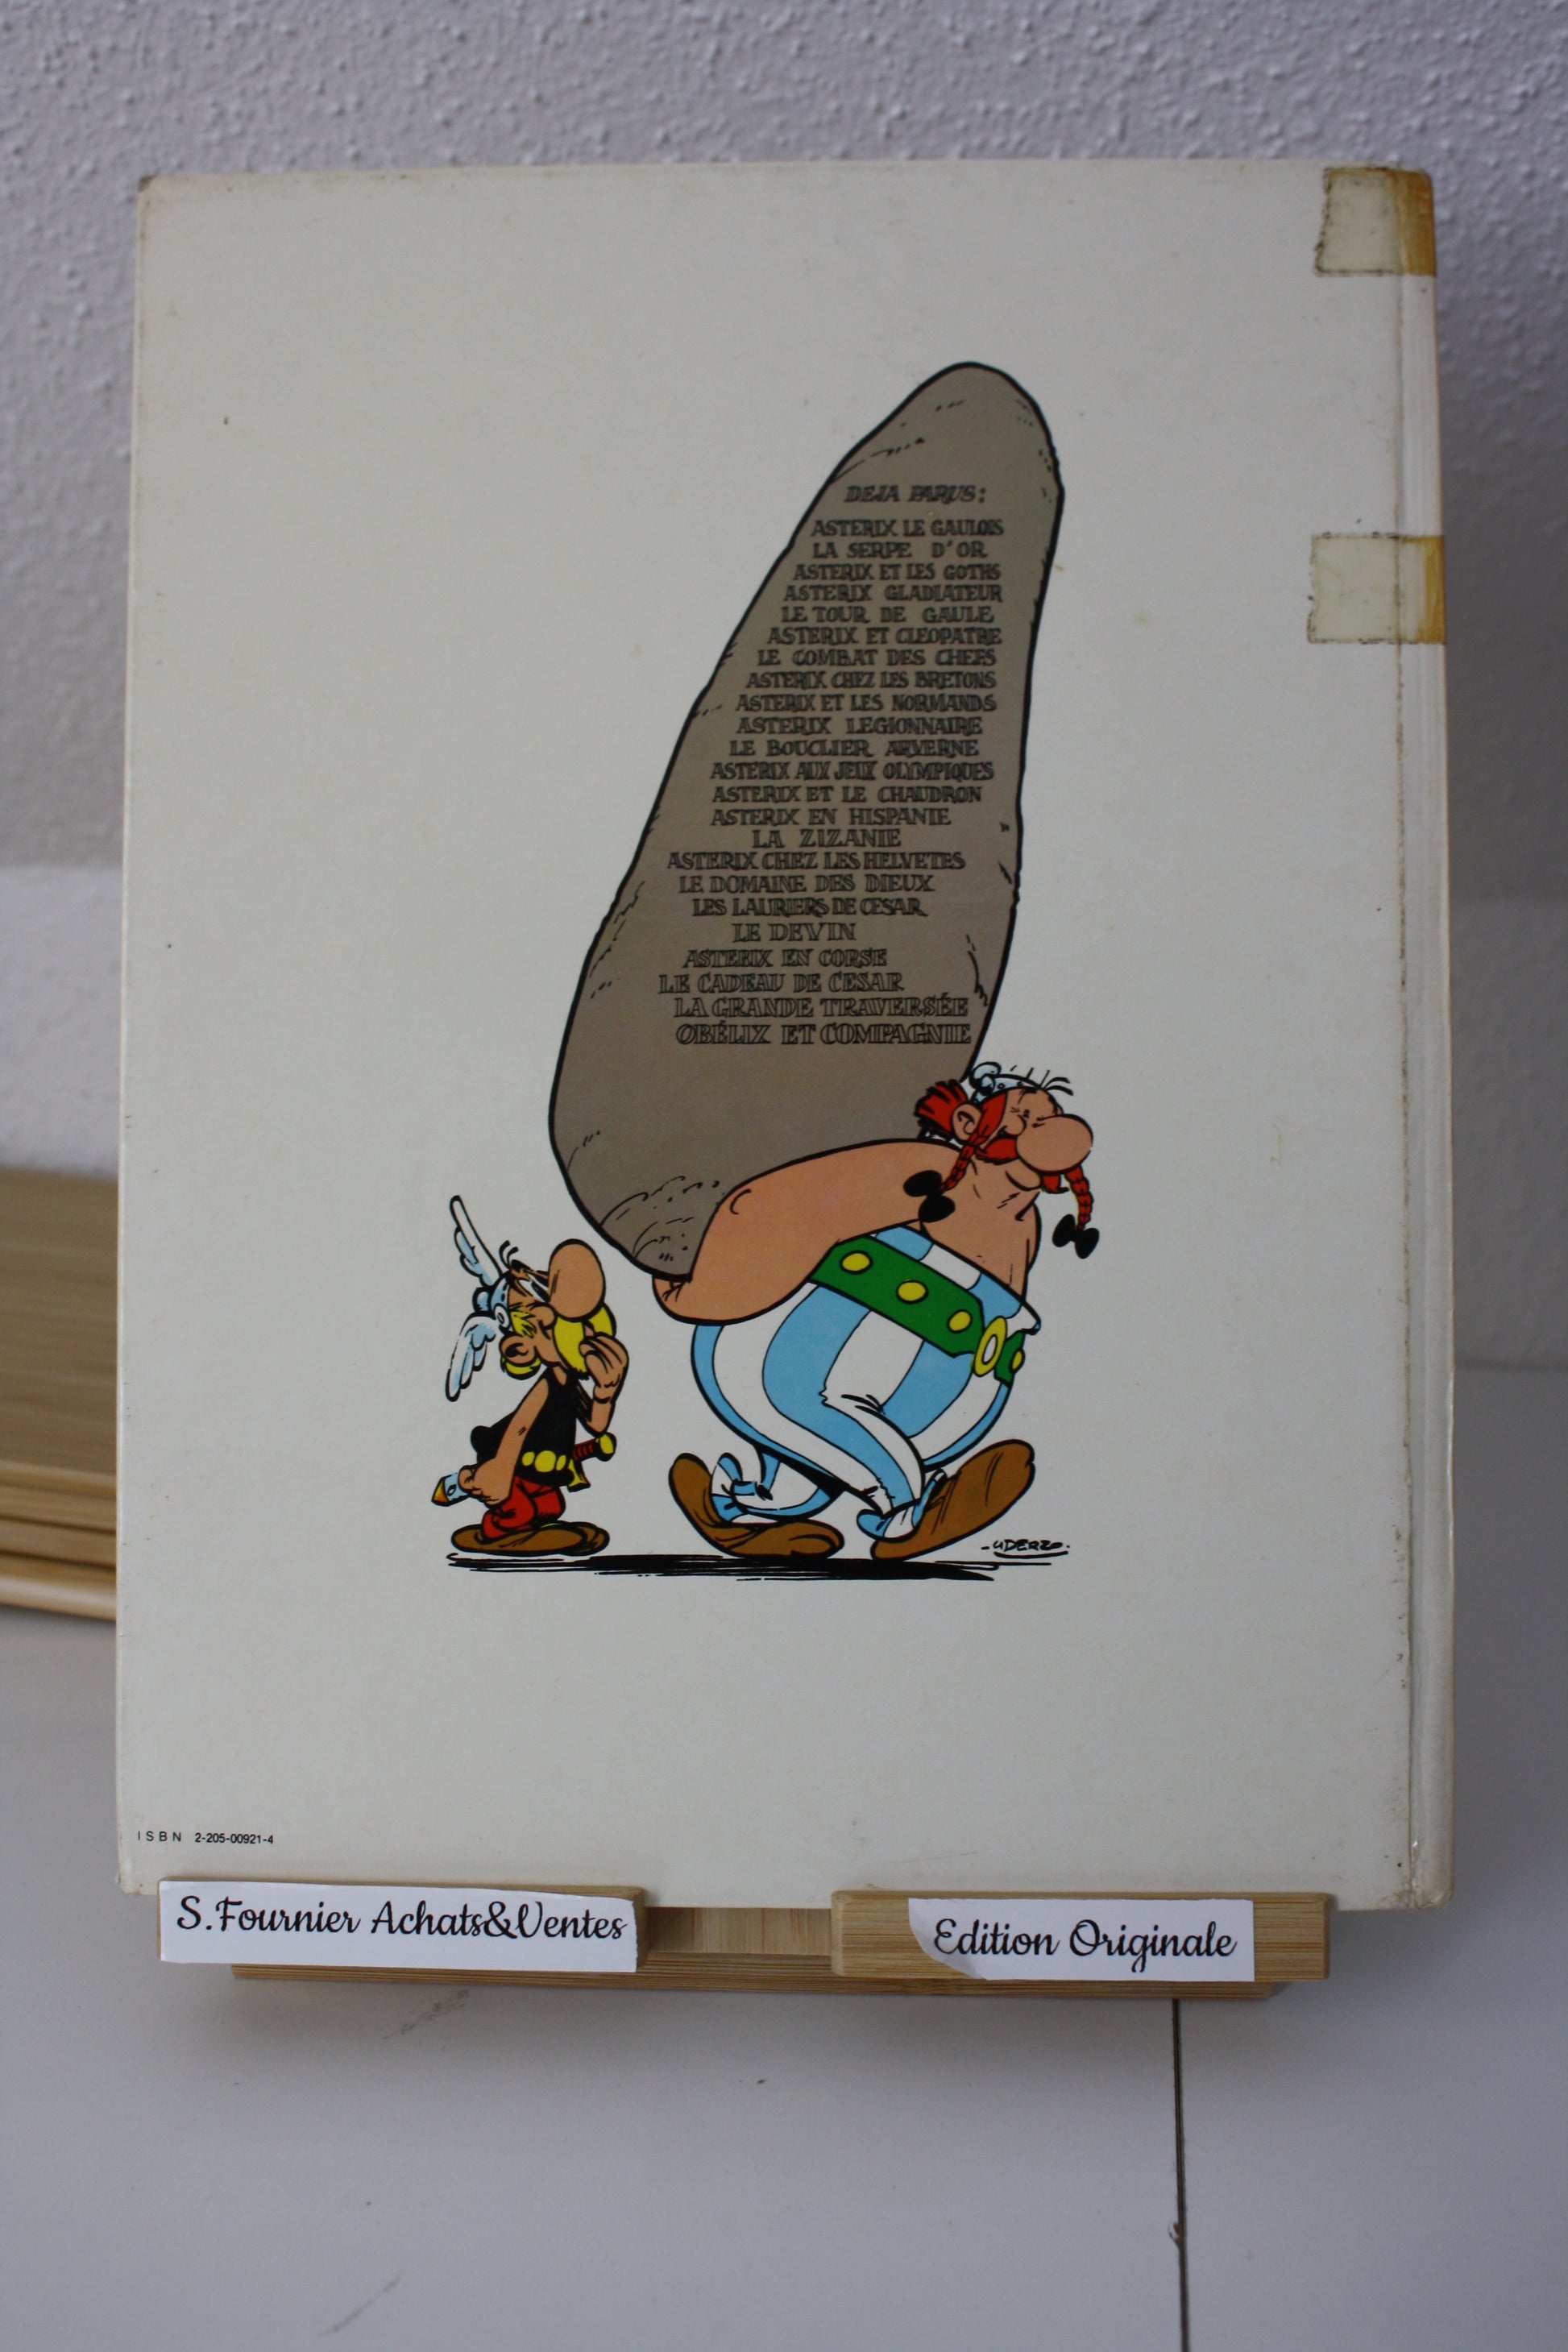 DEJA PARUS:
ASTERIX LE GAULOIS
LA SERPE D'OR
ASTERIX ET LES GOTHS
ASTERIX GLADIATEUR
LE TOUR DE GAULE
ASTERIX ET CLEOPATRE
LE COMBAT DES CHEFS
ASTERIX CHEZ LES BRETONS
ASTERIX ET LES NORMANDS
ASTERIX LEGIONNAIRE
LE BOUCLIER ARVERNE
ASTERIX AUX JEUX OLYMPIQUES
ASTERIX ET LE CHAUDRON
ASTERIX EN HISPANIE
LA ZIZANIE
ASTERIX CHEZ LES HELVETES
LE DOMAINE DES DIEUX
LES LAURIERS DE CESAR
LE DEVIN
ASTERIX EN CORSE
LE CADEAU DE CESAR
LA GRANDE TRAVERSÉE
OBÉLIX ET COMPAGNIE
-UDERZO-
ISBN 2-205-00921-4
S.Fournier Achats&Ventes
Edition Originale